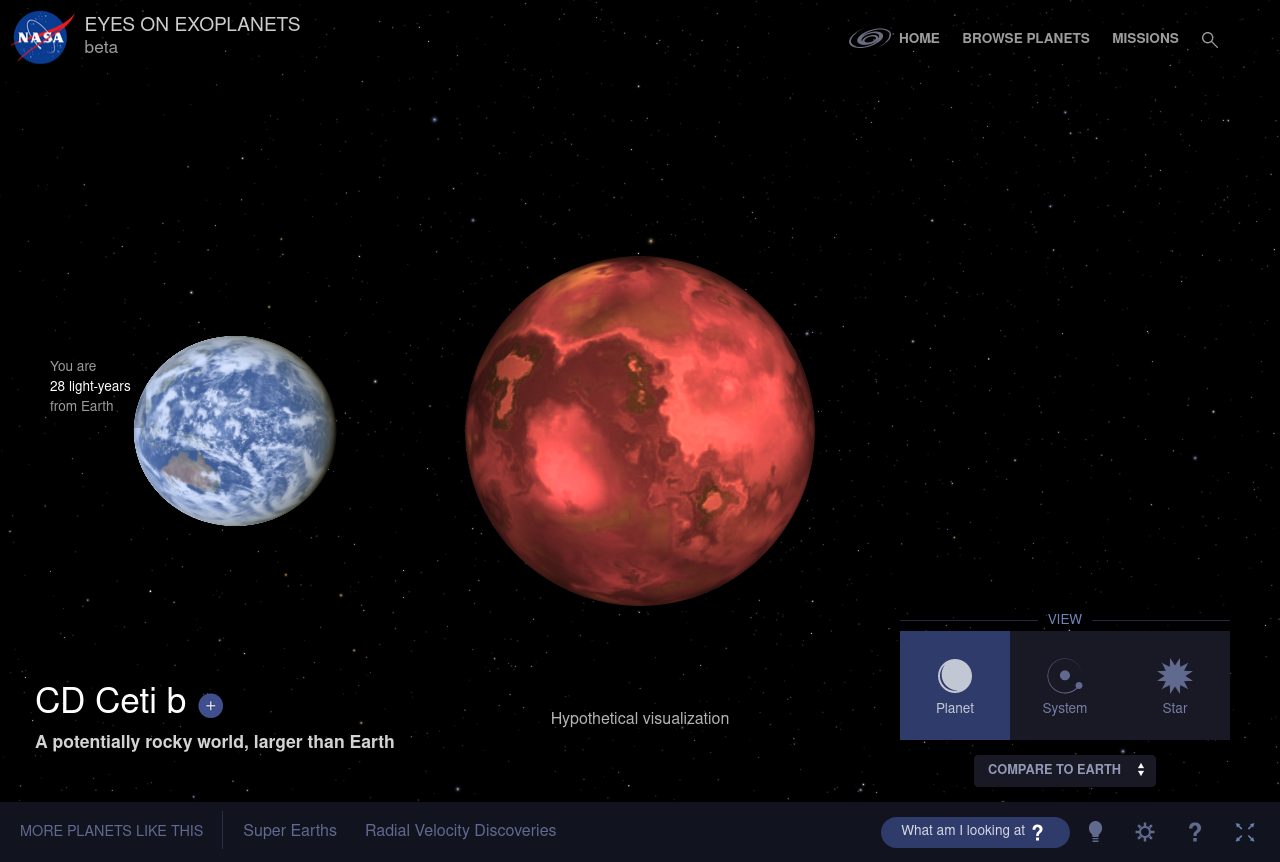 NASA
EYES ON EXOPLANETS
beta
HOME
BROWSE PLANETS
MISSIONS
You are
28 light-years
from Earth
VIEW
Planet
System
Star
CD Ceti b +
A potentially rocky world, larger than Earth
Hypothetical visualization
COMPARE TO EARTH
MORE PLANETS LIKE THIS
Super Earths
Radial Velocity Discoveries
What am I looking at ?
?